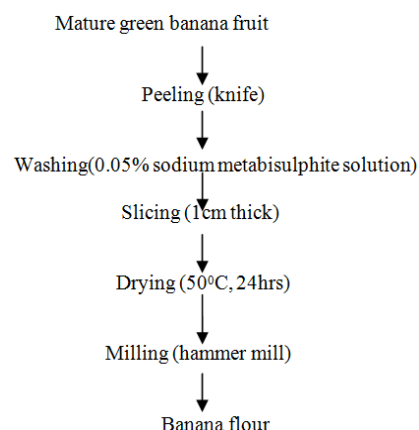 Mature green banana fruit
Peeling (knife)
Washing(0.05% sodium metabisulphite solution)
Slicing (1cm thick)
Drying (50⁰C, 24hrs)
Milling (hammer mill)
Banana flour